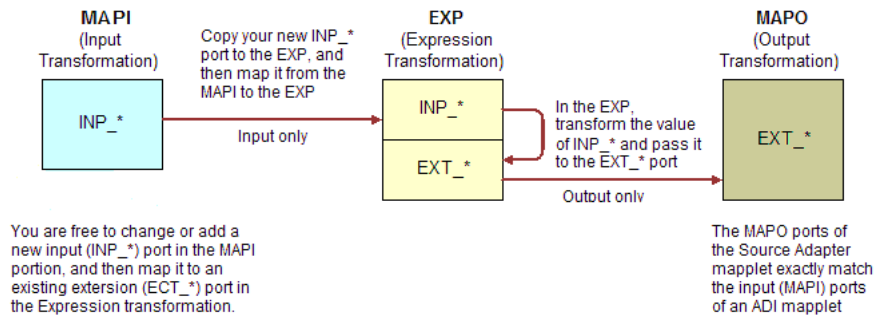 MAPI
(Input
Transformation)
Copy your new INP_*
port to the EXP, and
then map it from the
MAPI to the EXP
EXP
(Expression
Transformation)
MAPO
(Output
Transformation)
INP_*
Input only
INP_*
EXT_*
In the EXP,
transform the value
of INP_* and pass it
to the EXT_* port
Output only
EXT_*
You are free to change or add a
new input (INP_*) port in the MAPI
portion, and then map it to an
existing extension (ECT_*) port in
the Expression transformation.
The MAPO ports of
the Source Adapter
mapplet exactly match
the input (MAPI) ports
of an ADI mapplet